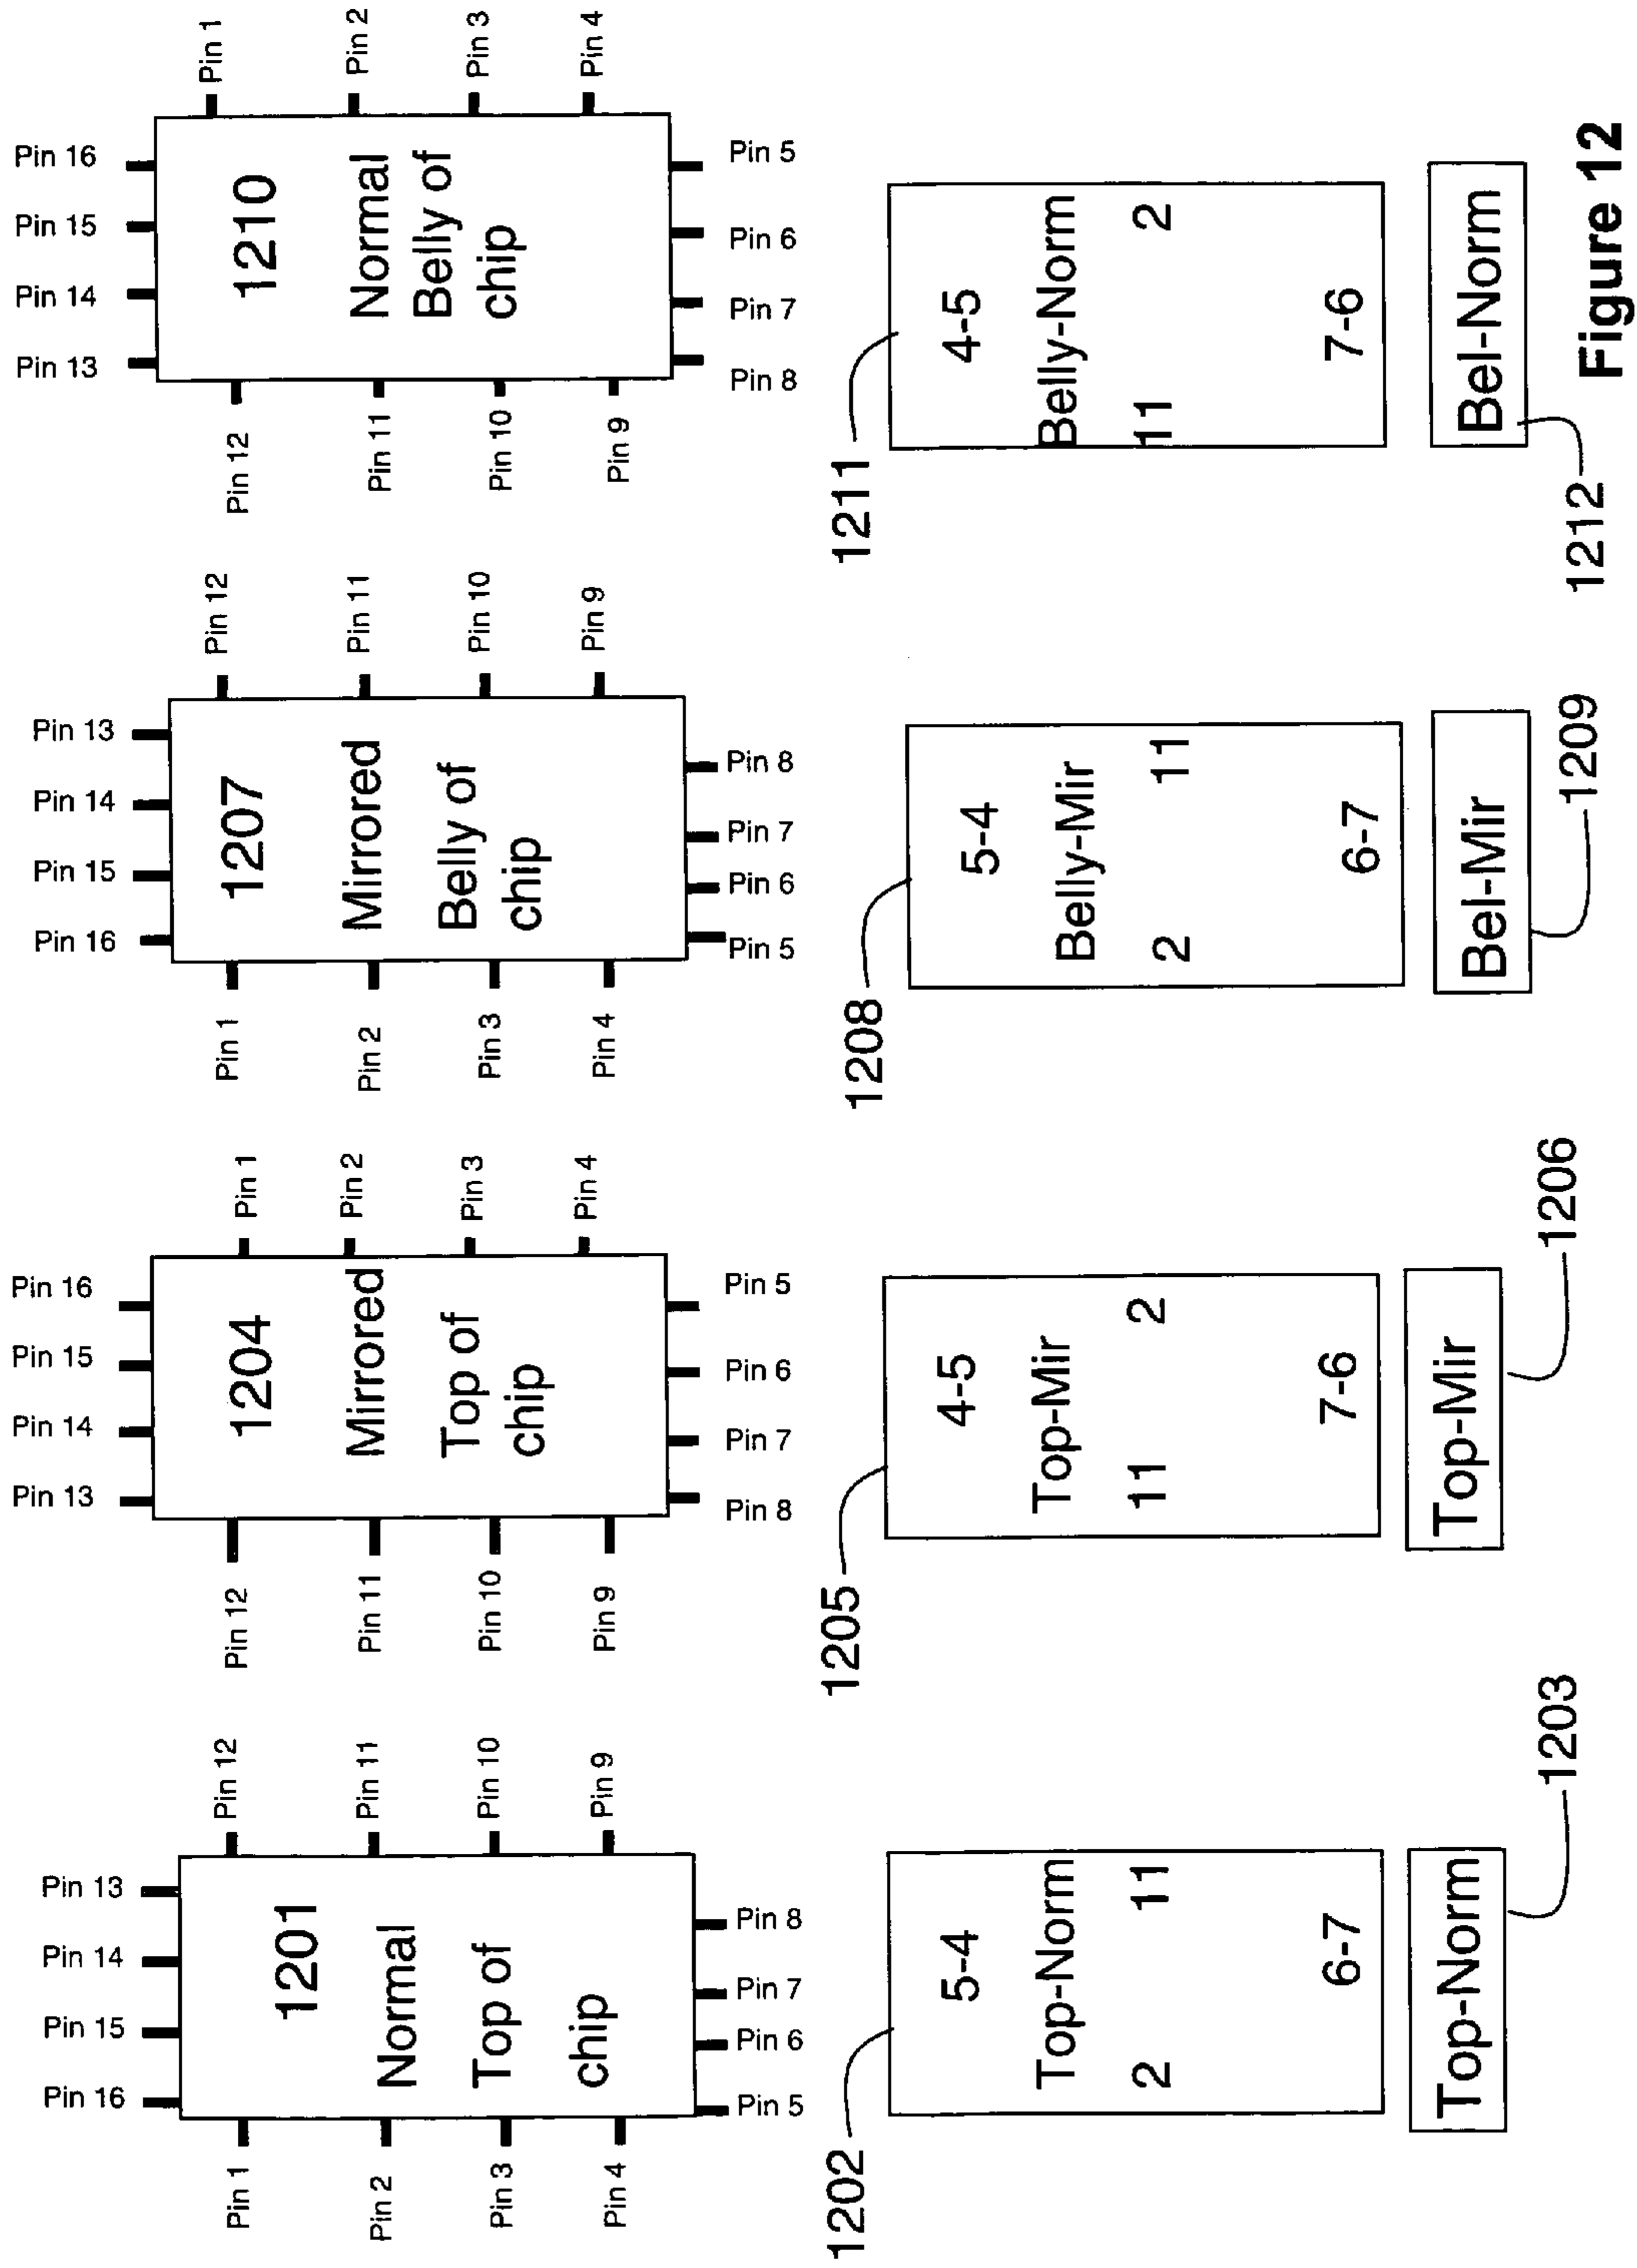 Pin 13
Pin 14
Pin 15
Pin 16
Pin 12
Pin 11
Pin 10
Pin 9
1201
Normal
Top of
chip
Pin 1
Pin 2
Pin 3
Pin 4
Pin 8
Pin 7
Pin 6
Pin 5
1202
5-4
Top-Norm
2 11
6-7
Top-Norm
1203
Pin 16
Pin 15
Pin 14
Pin 13
Pin 1
Pin 2
Pin 3
Pin 4
1204
Mirrored
Top of
chip
Pin 12
Pin 11
Pin 10
Pin 9
Pin 5
Pin 6
Pin 7
Pin 8
1205
4-5
Top-Mir
11 2
7-6
Top-Mir
1206
Pin 13
Pin 14
Pin 15
Pin 16
Pin 12
Pin 11
Pin 10
Pin 9
1207
Mirrored
Belly of
chip
Pin 1
Pin 2
Pin 3
Pin 4
Pin 8
Pin 7
Pin 6
Pin 5
1208
5-4
Belly-Mir
2 11
6-7
Bel-Mir
1209
Pin 16
Pin 15
Pin 14
Pin 13
Pin 1
Pin 2
Pin 3
Pin 4
1210
Normal
Belly of
chip
Pin 12
Pin 11
Pin 10
Pin 9
Pin 5
Pin 6
Pin 7
Pin 8
1211
4-5
Belly-Norm
11 2
7-6
Bel-Norm
1212
Figure 12